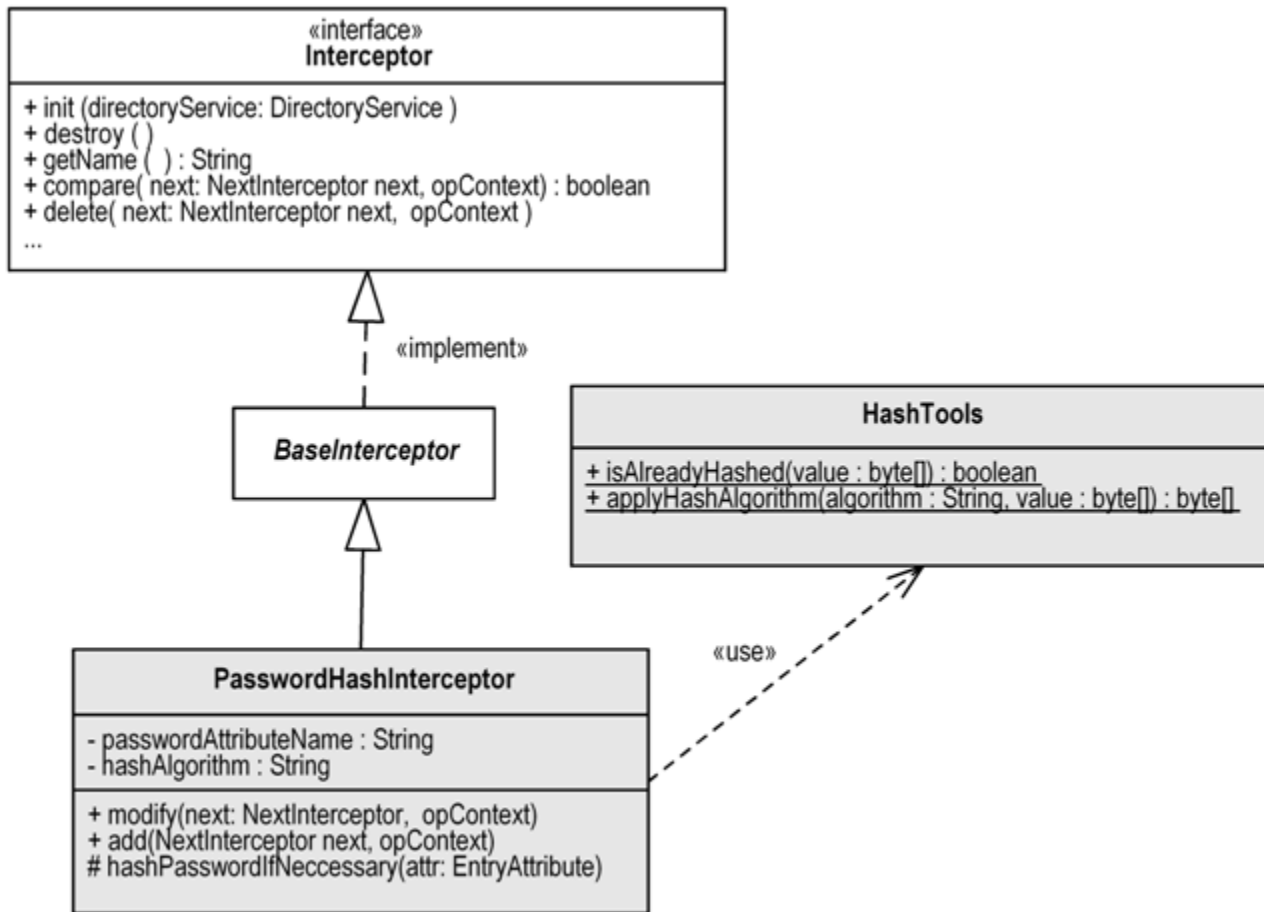 «interface»
Interceptor
+ init (directoryService: DirectoryService )
+ destroy ( )
+ getName (  ) : String
+ compare( next: NextInterceptor next, opContext) : boolean
+ delete( next: NextInterceptor next,  opContext )
...
«implement»
BaseInterceptor
HashTools
+ isAlreadyHashed(value : byte[]) : boolean
+ applyHashAlgorithm(algorithm : String, value : byte[]) : byte[]
«use»
PasswordHashInterceptor
- passwordAttributeName : String
- hashAlgorithm : String
+ modify(next: NextInterceptor,  opContext)
+ add(NextInterceptor next, opContext)
# hashPasswordIfNeccessary(attr: EntryAttribute)